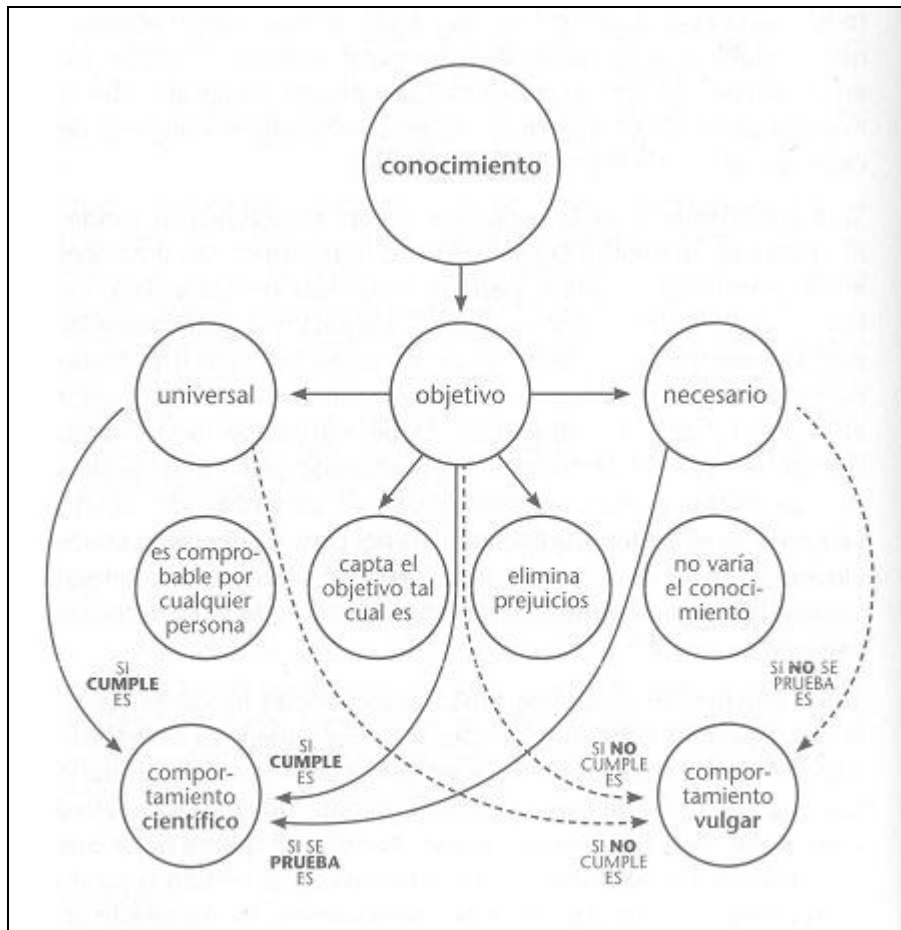 conocimiento
universal
objetivo
necesario
es compro-
bable por
cualquier
persona
capta el
objetivo tal
cual es
elimina
prejuicios
no varia
el conoci-
miento
SI
CUMPLE
ES
SI NO SE
PRUEBA
ES
SI
CUMPLE
ES
SI NO
CUMPLE
ES
compor-
tamiento
científico
compor-
tamiento
vulgar
SI SE
PRUEBA
ES
SI NO
CUMPLE
ES